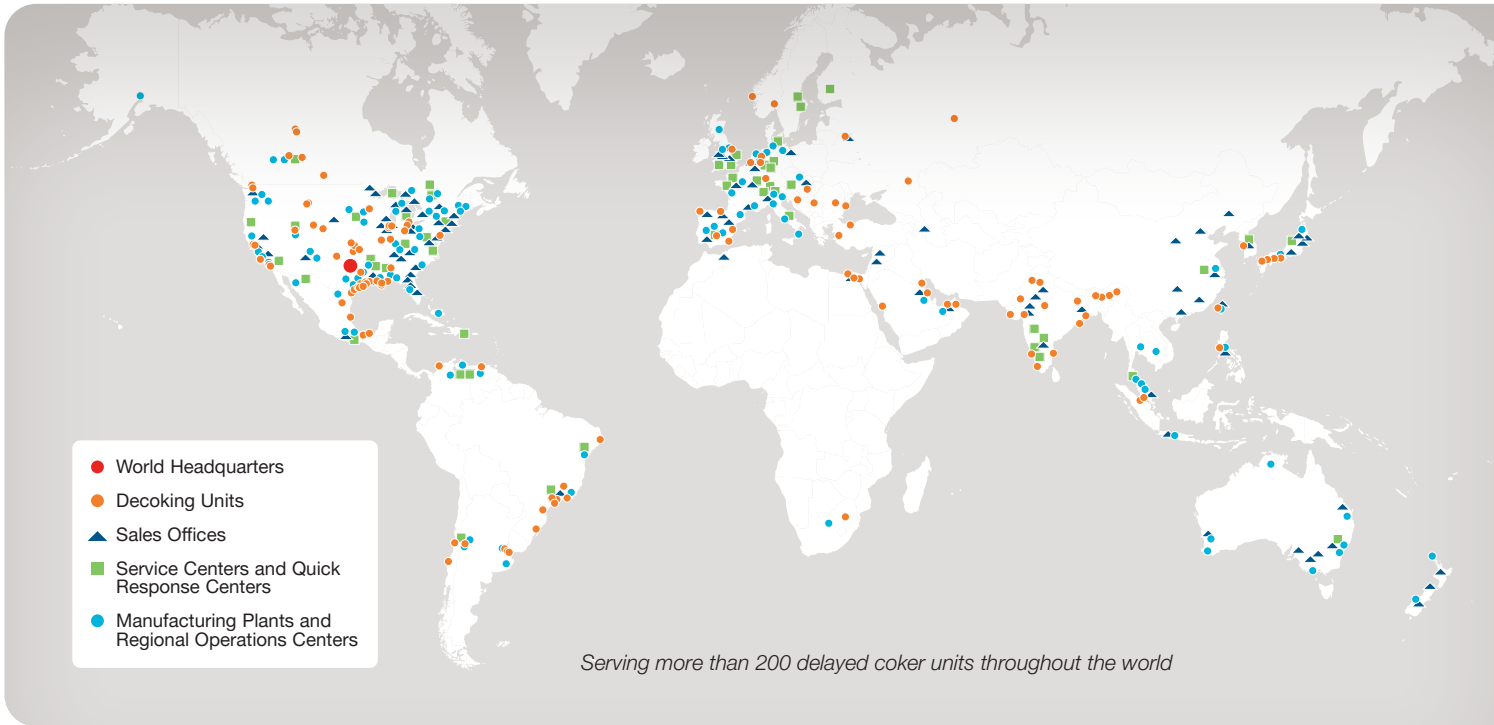 World Headquarters
Decoking Units
Sales Offices
Service Centers and Quick
Response Centers
Manufacturing Plants and
Regional Operations Centers
Serving more than 200 delayed coker units throughout the world